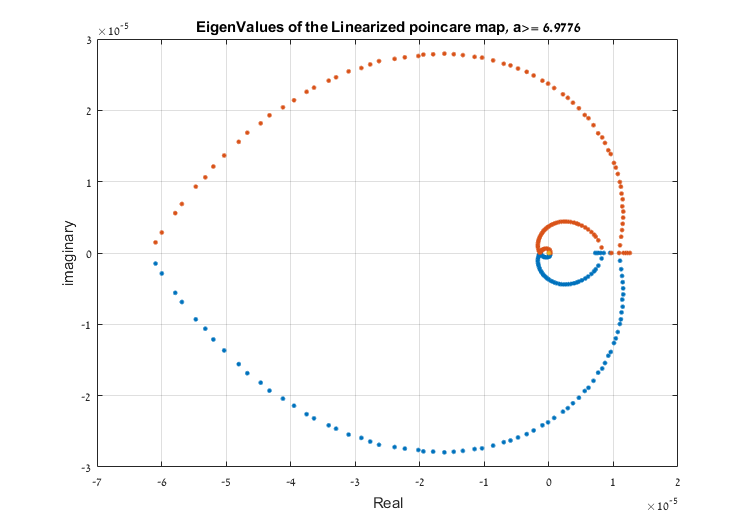 EigenValues of the Linearized poincare map, a>= 6.9776
×10⁻⁵
3
2
1
0
-1
-2
-3
imaginary
-7 -6 -5 -4 -3 -2 -1 0 1 2
Real
×10⁻⁵